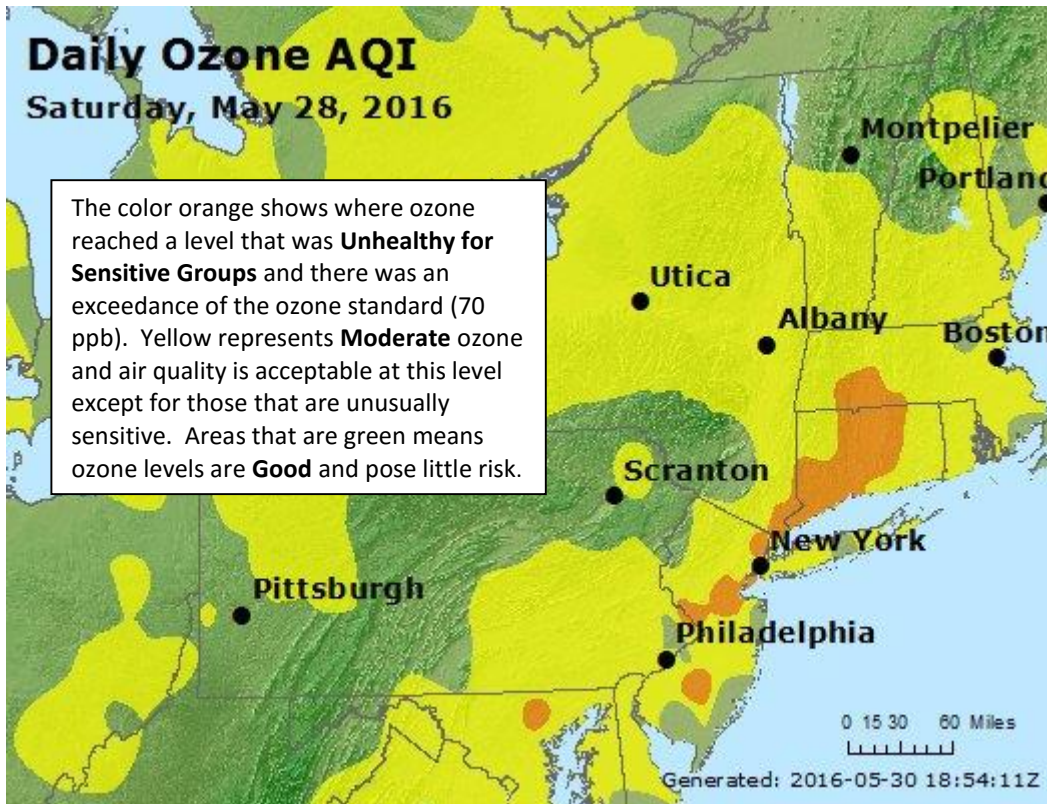 Daily Ozone AQI
Saturday, May 28, 2016
Montpelier
Portland
The color orange shows where ozone
reached a level that was Unhealthy for
Sensitive Groups and there was an
exceedance of the ozone standard (70
ppb). Yellow represents Moderate ozone
and air quality is acceptable at this level
except for those that are unusually
sensitive. Areas that are green means
ozone levels are Good and pose little risk.
Utica
Albany
Boston
Scranton
New York
Pittsburgh
Philadelphia
0 15 30 60 Miles
Generated: 2016-05-30 18:54:11Z